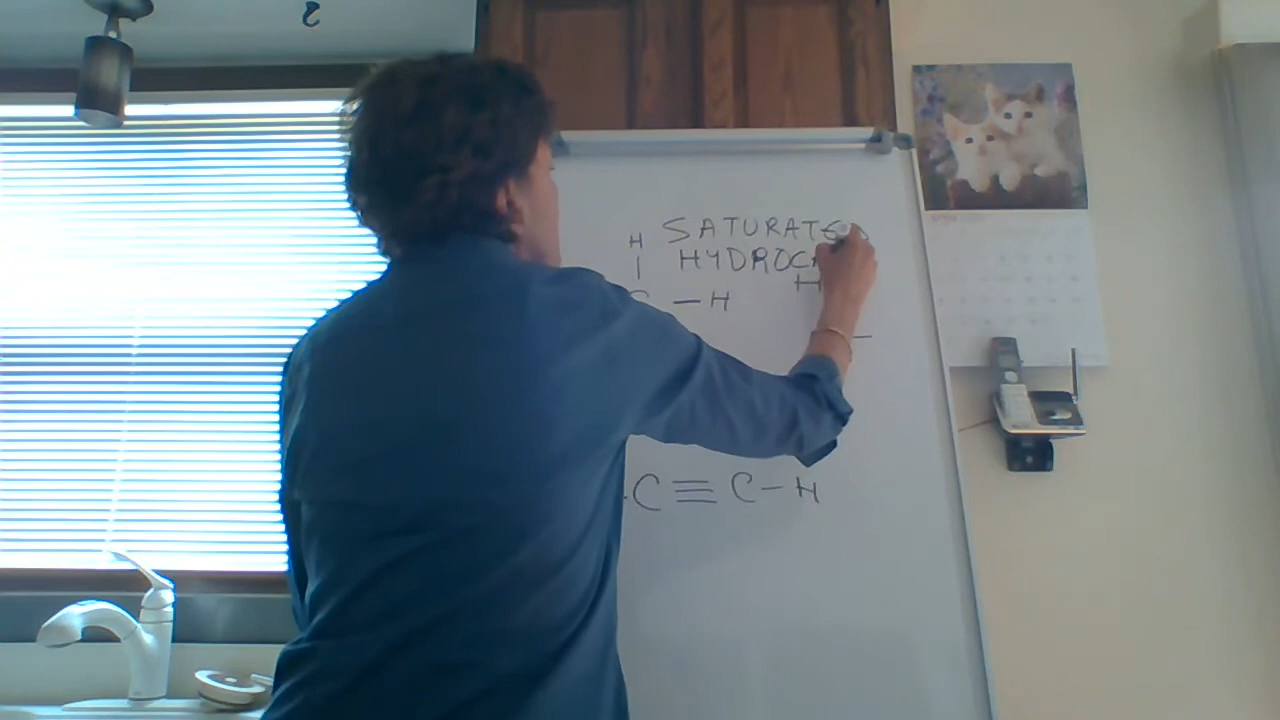 SATURATED
H
HYDROC
H
C — H
C ≡ C — H